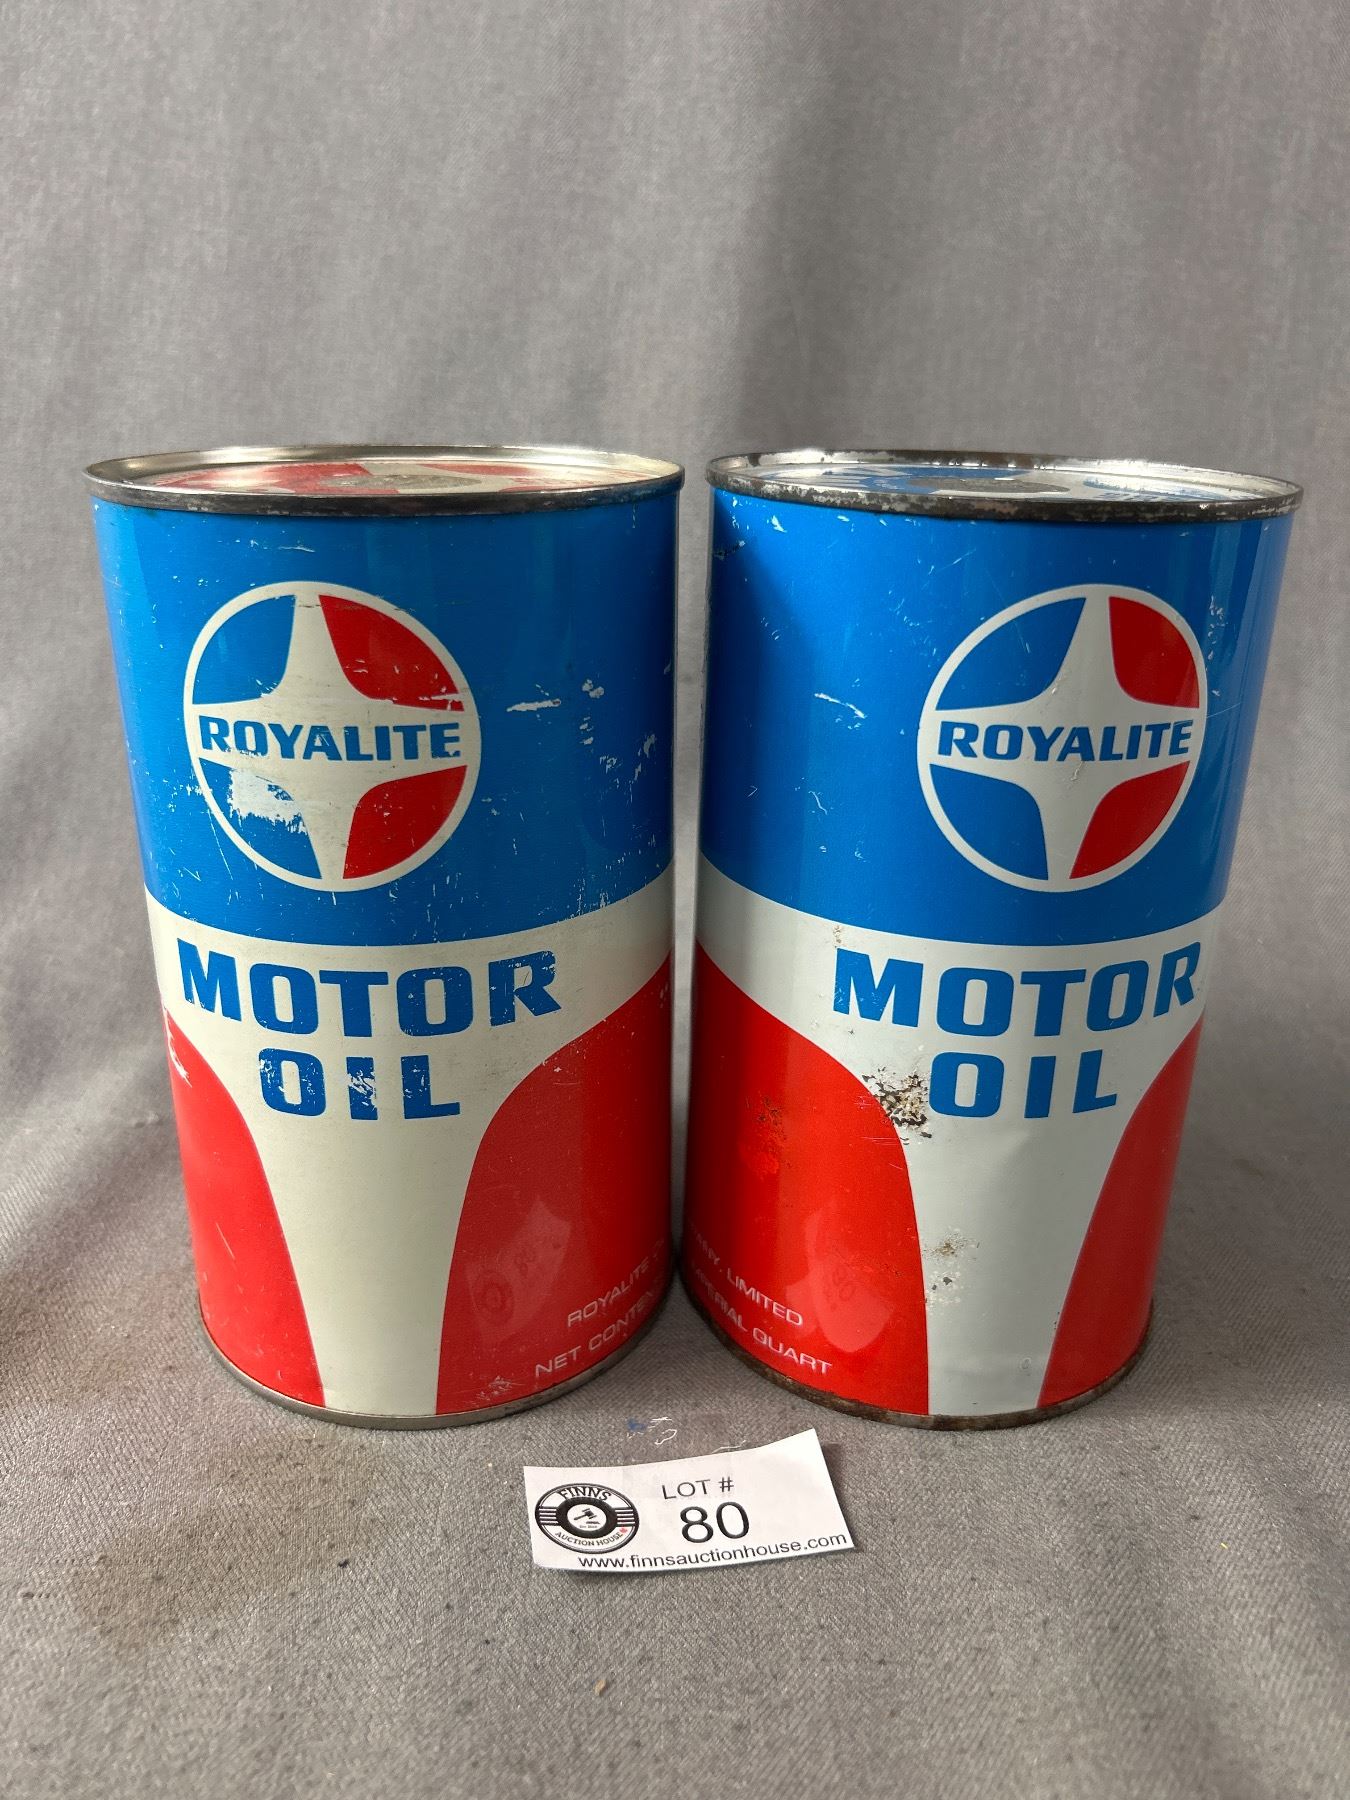 ROYALITE
MOTOR
OIL
ROYALITE
NET CONTEN
ROYALITE
MOTOR
OIL
LIMITED
IMPERIAL QUART
FINNS
AUCTION HOUSE
LOT #
80
www.finnsauctionhouse.com